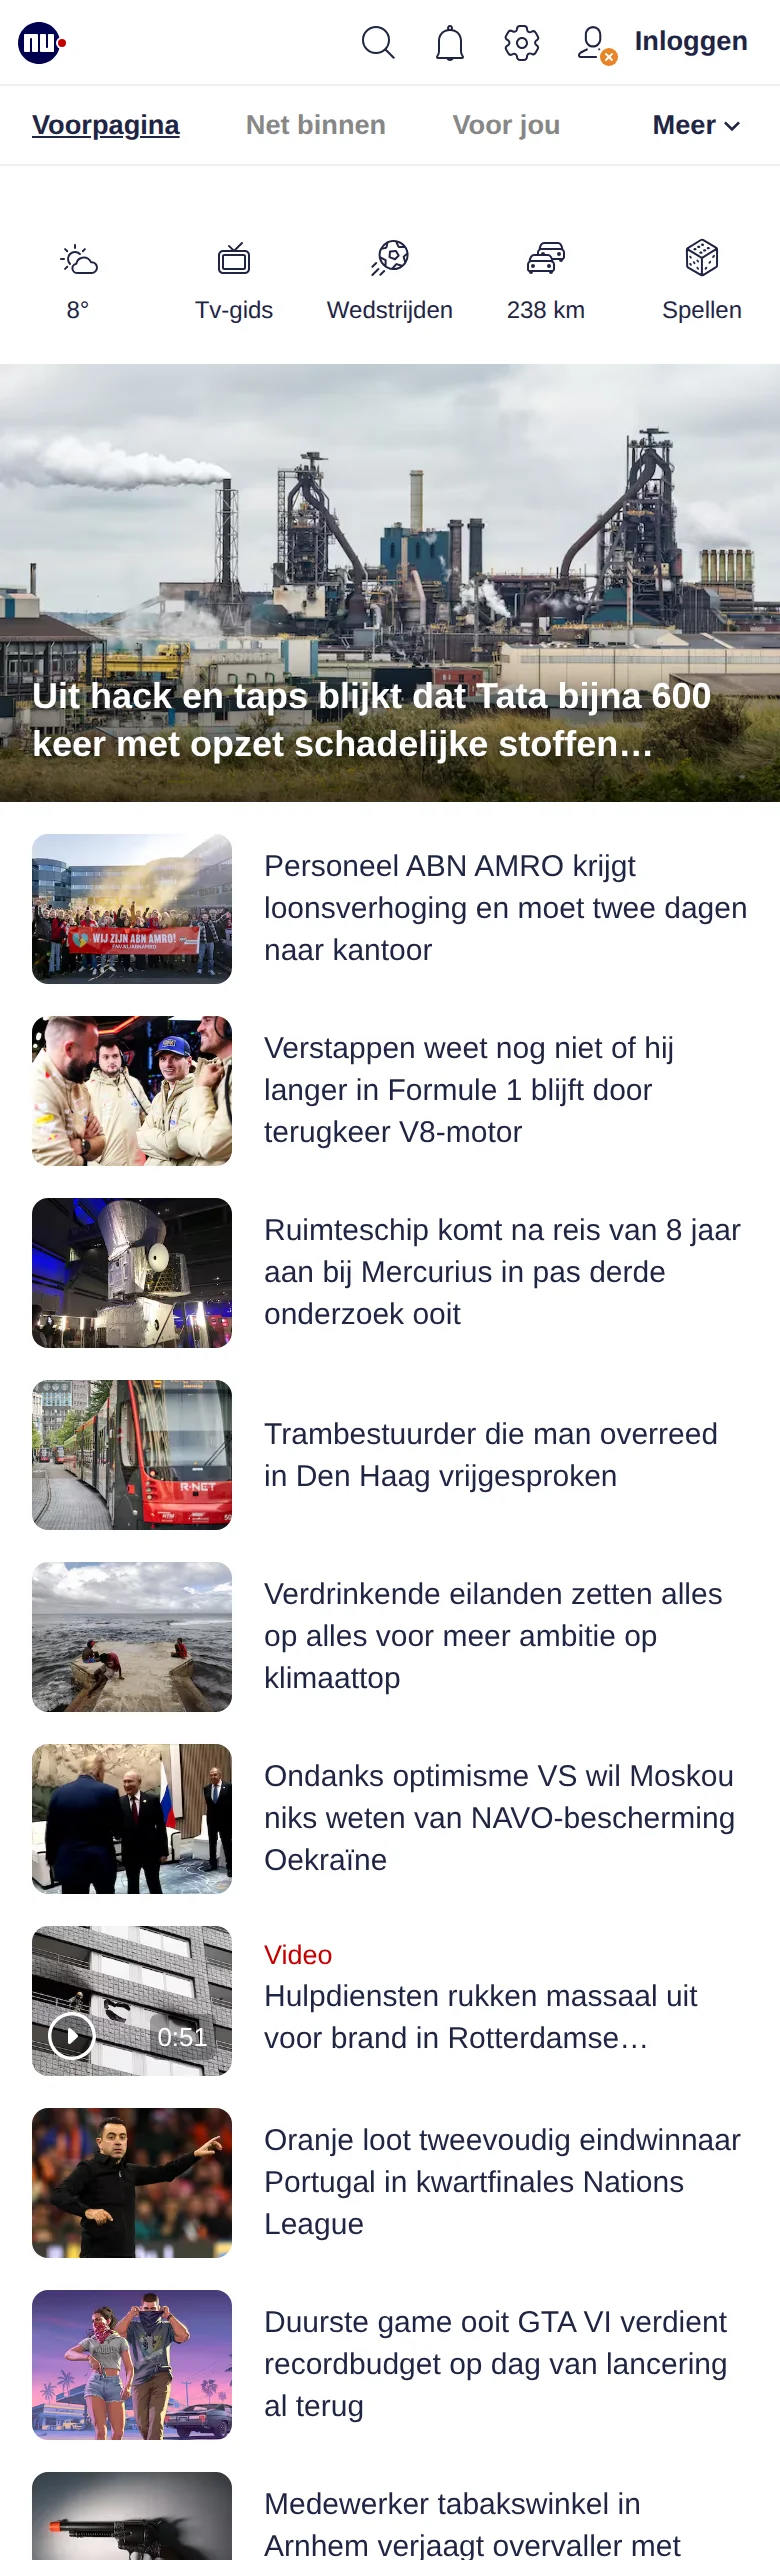 nu
Inloggen
Voorpagina Net binnen Voor jou Meer
8° Tv-gids Wedstrijden 238 km Spellen
Uit hack en taps blijkt dat Tata bijna 600
keer met opzet schadelijke stoffen…
WIJ ZIJN ABN AMRO!
Personeel ABN AMRO krijgt
loonsverhoging en moet twee dagen
naar kantoor
Verstappen weet nog niet of hij
langer in Formule 1 blijft door
terugkeer V8-motor
Ruimteschip komt na reis van 8 jaar
aan bij Mercurius in pas derde
onderzoek ooit
R-NET
Trambestuurder die man overreed
in Den Haag vrijgesproken
Verdrinkende eilanden zetten alles
op alles voor meer ambitie op
klimaattop
Ondanks optimisme VS wil Moskou
niks weten van NAVO-bescherming
Oekraïne
0:51
Video
Hulpdiensten rukken massaal uit
voor brand in Rotterdamse…
Oranje loot tweevoudig eindwinnaar
Portugal in kwartfinales Nations
League
Duurste game ooit GTA VI verdient
recordbudget op dag van lancering
al terug
Medewerker tabakswinkel in
Arnhem verjaagt overvaller met